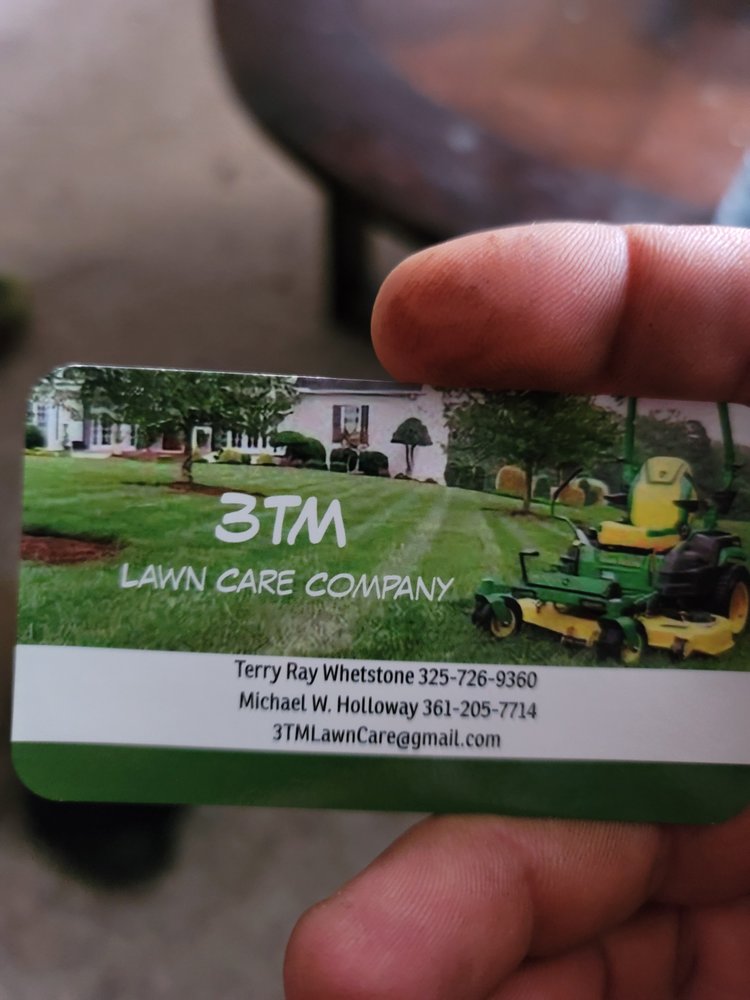 3TM
LAWN CARE COMPANY
Terry Ray Whetstone 325-726-9360
Michael W. Holloway 361-205-7714
3TMLawnCare@gmail.com